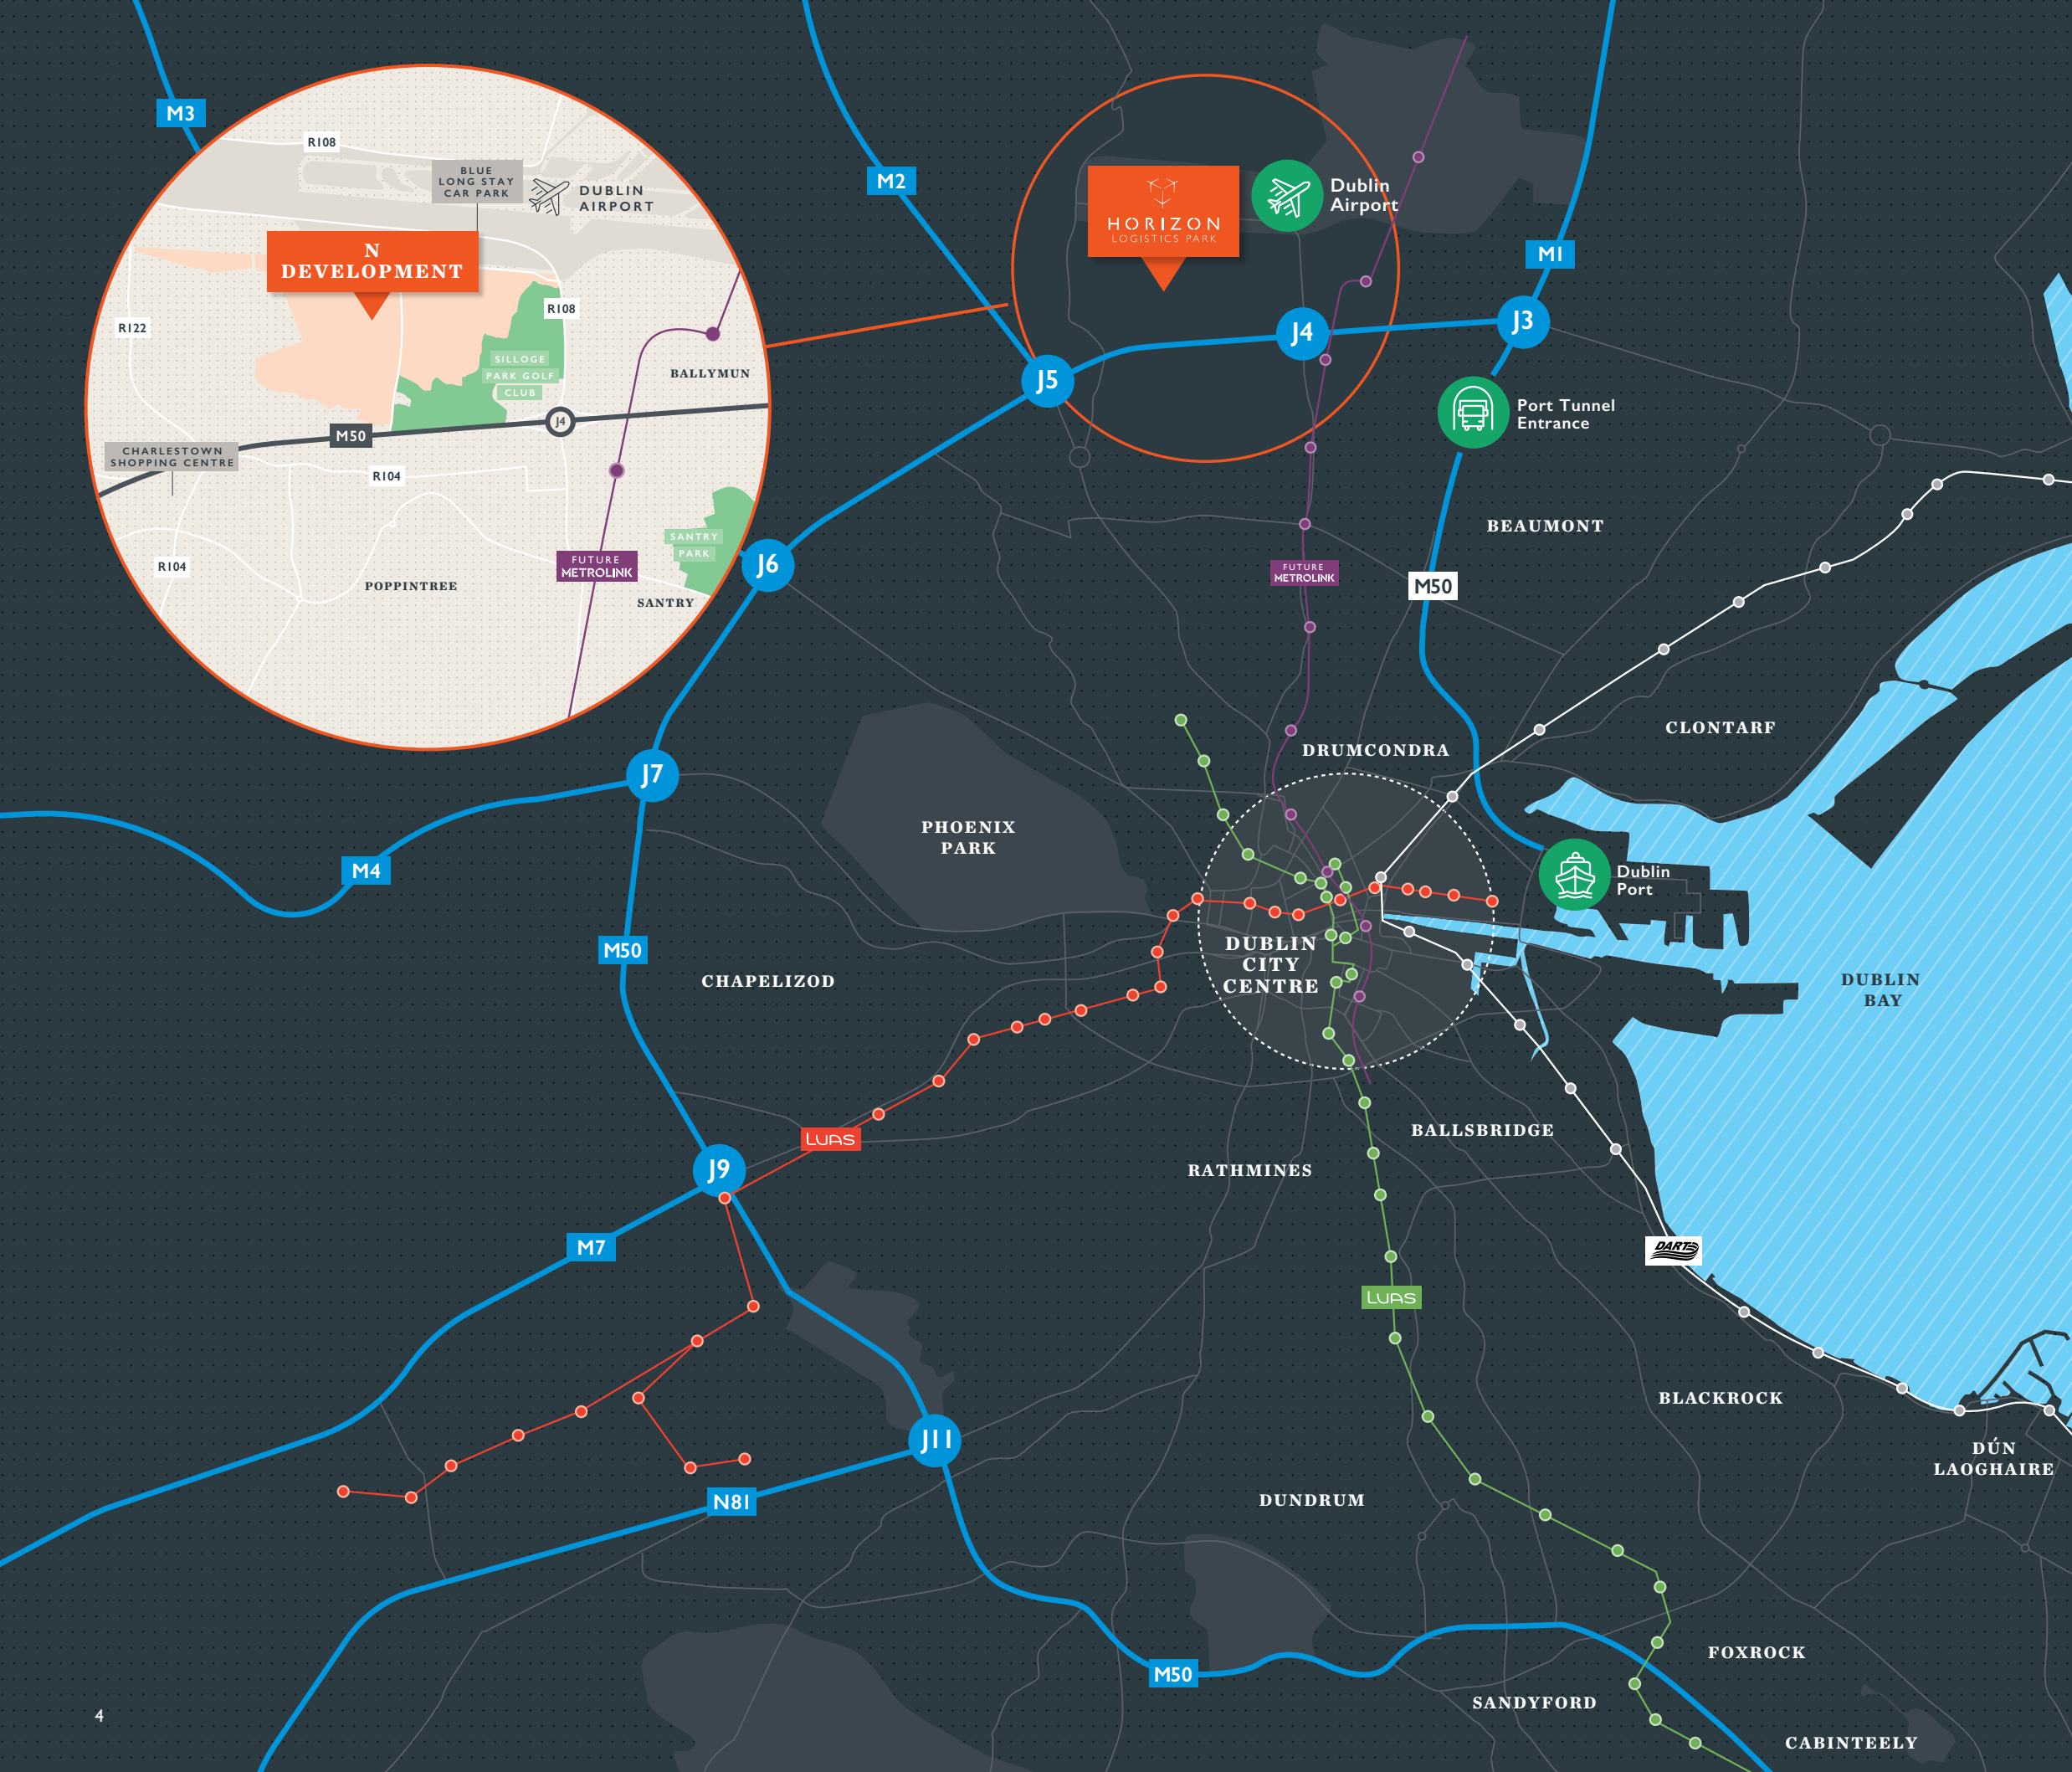 M3
R108
BLUE
LONG STAY
CAR PARK
DUBLIN
AIRPORT
N
DEVELOPMENT
R122
R108
SILLOGE
PARK GOLF
CLUB
BALLYMUN
J4
M50
CHARLESTOWN
SHOPPING CENTRE
R104
R104
POPPINTREE
FUTURE
METROLINK
SANTRY
PARK
SANTRY
M2
HORIZON
LOGISTICS PARK
Dublin
Airport
M1
J3
J4
J5
Port Tunnel
Entrance
BEAUMONT
J6
FUTURE
METROLINK
M50
CLONTARF
DRUMCONDRA
J7
PHOENIX
PARK
M4
Dublin
Port
M50
DUBLIN
CITY
CENTRE
CHAPELIZOD
DUBLIN
BAY
LUAS
BALLSBRIDGE
RATHMINES
J9
M7
DART
LUAS
BLACKROCK
J11
DÚN
LAOGHAIRE
N81
DUNDRUM
M50
FOXROCK
SANDYFORD
CABINTEELY
4